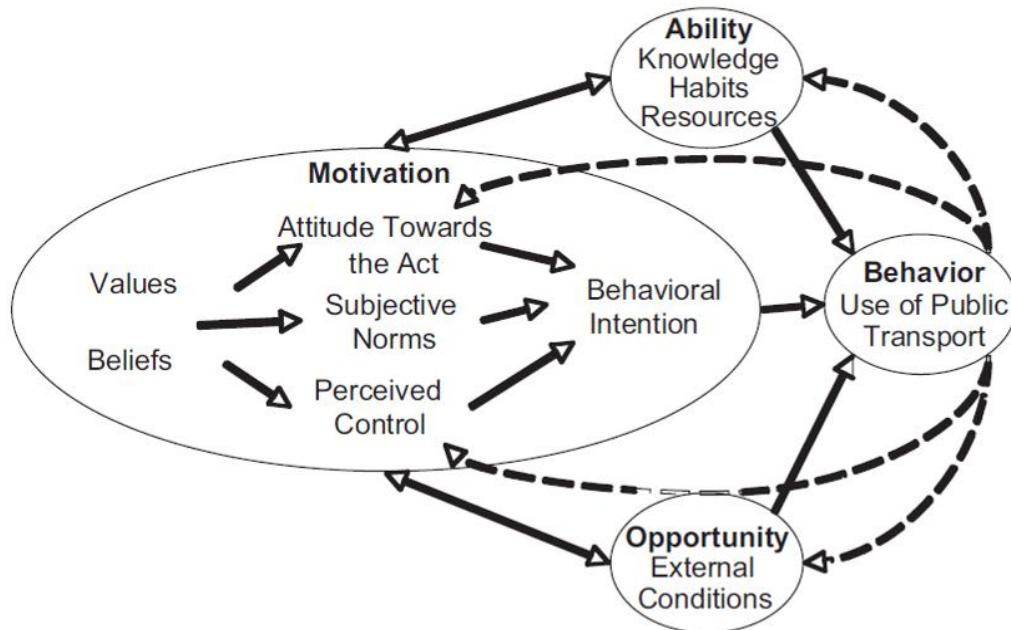 Ability
Knowledge
Habits
Resources
Motivation
Attitude Towards
the Act
Values
Subjective
Norms
Beliefs
Perceived
Control
Behavioral
Intention
Behavior
Use of Public
Transport
Opportunity
External
Conditions